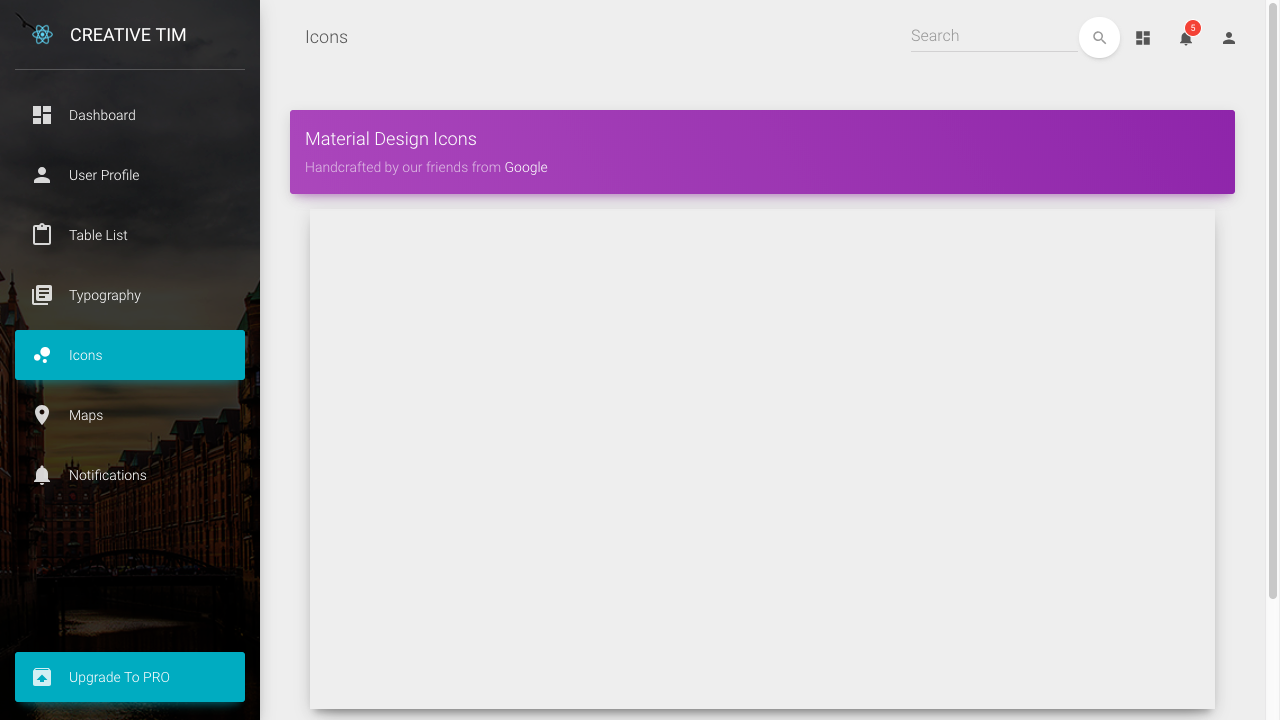 CREATIVE TIM
Dashboard
User Profile
Table List
Typography
Icons
Maps
Notifications
Upgrade To PRO
Icons
Search
5
Material Design Icons
Handcrafted by our friends from Google